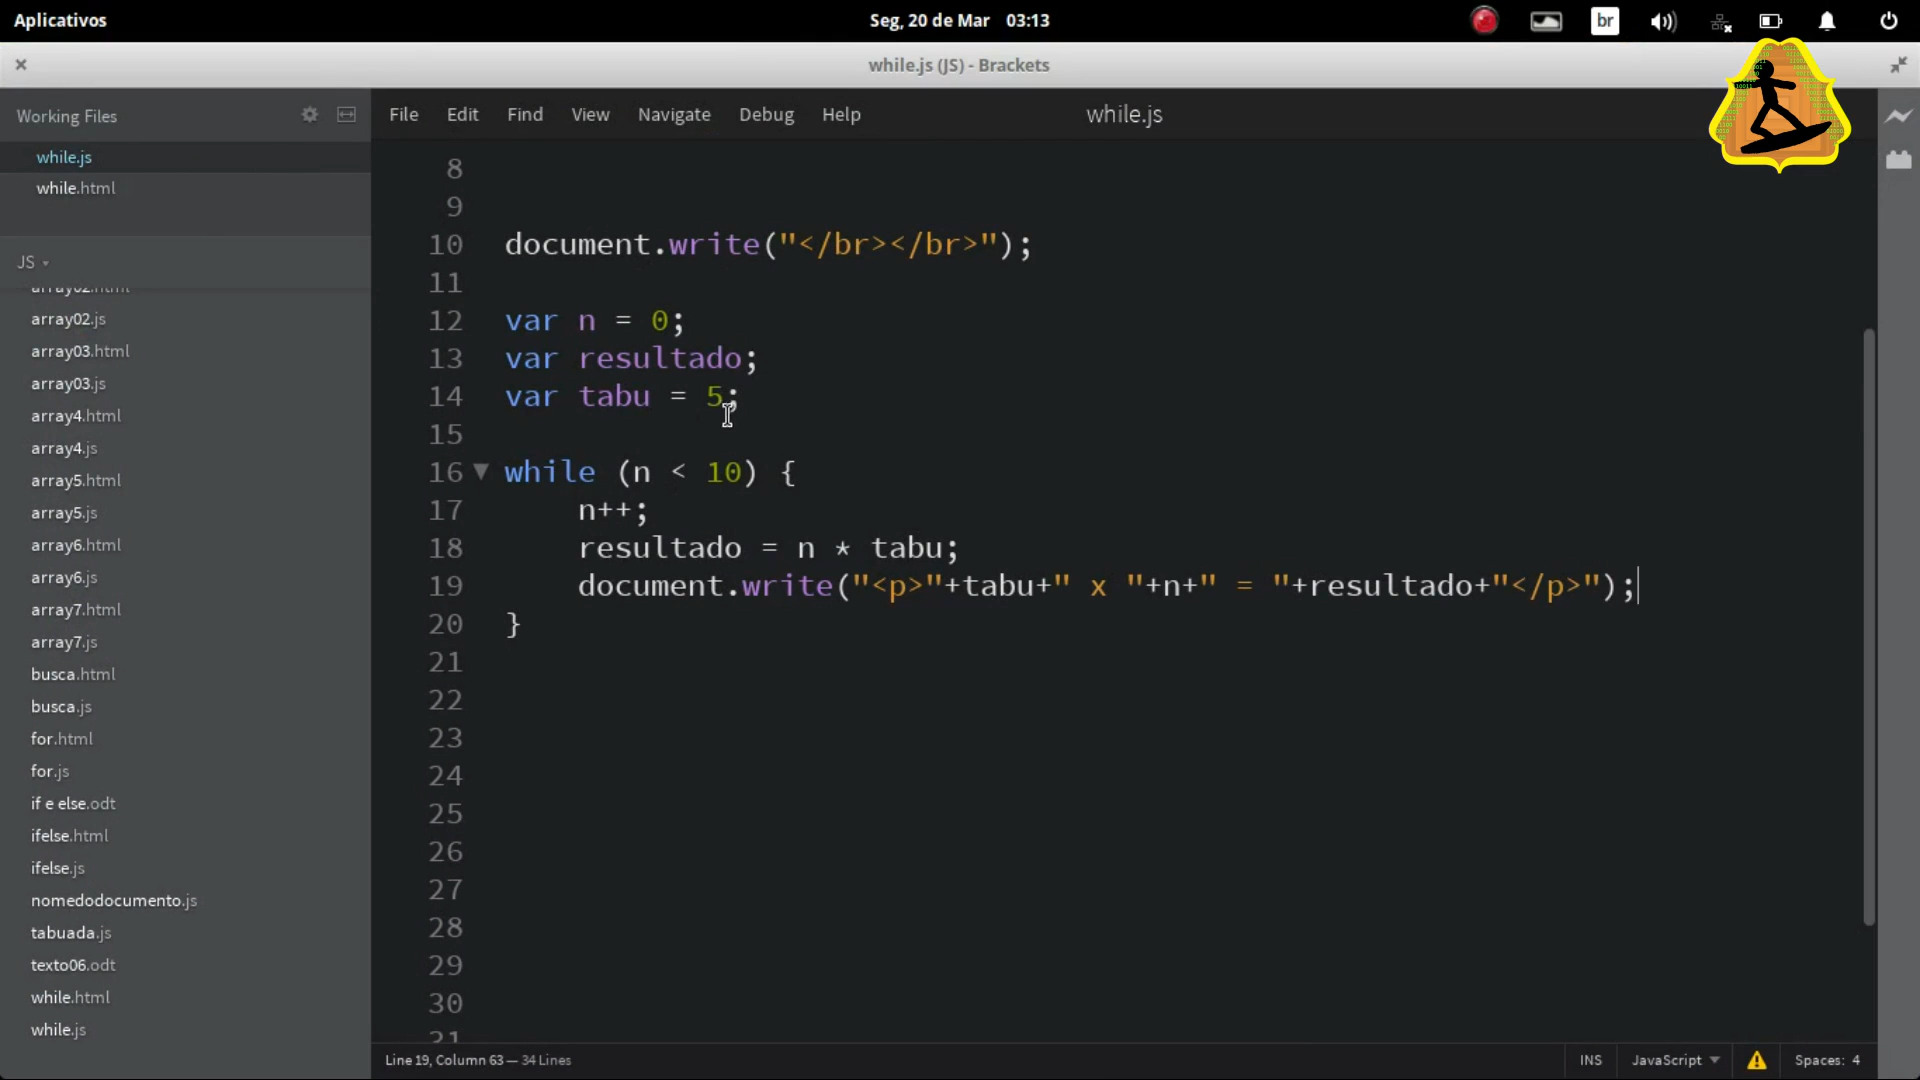 Aplicativos
Seg, 20 de Mar 03:13
br
while.js (JS) - Brackets
Working Files
while.js
while.html
JS
array02.html
array02.js
array03.html
array03.js
array4.html
array4.js
array5.html
array5.js
array6.html
array6.js
array7.html
array7.js
busca.html
busca.js
for.html
for.js
if e else.odt
ifelse.html
ifelse.js
nomedodocumento.js
tabuada.js
texto06.odt
while.html
while.js
File Edit Find View Navigate Debug Help
while.js
8
9
10 document.write("</br></br>");
11
12 var n = 0;
13 var resultado;
14 var tabu = 5;
15
16 while (n < 10) {
17 n++;
18 resultado = n * tabu;
19 document.write("<p>"+tabu+" x "+n+" = "+resultado+"</p>");
20 }
21
22
23
24
25
26
27
28
29
30
31
Line 19, Column 63 — 34 Lines
INS JavaScript Spaces: 4